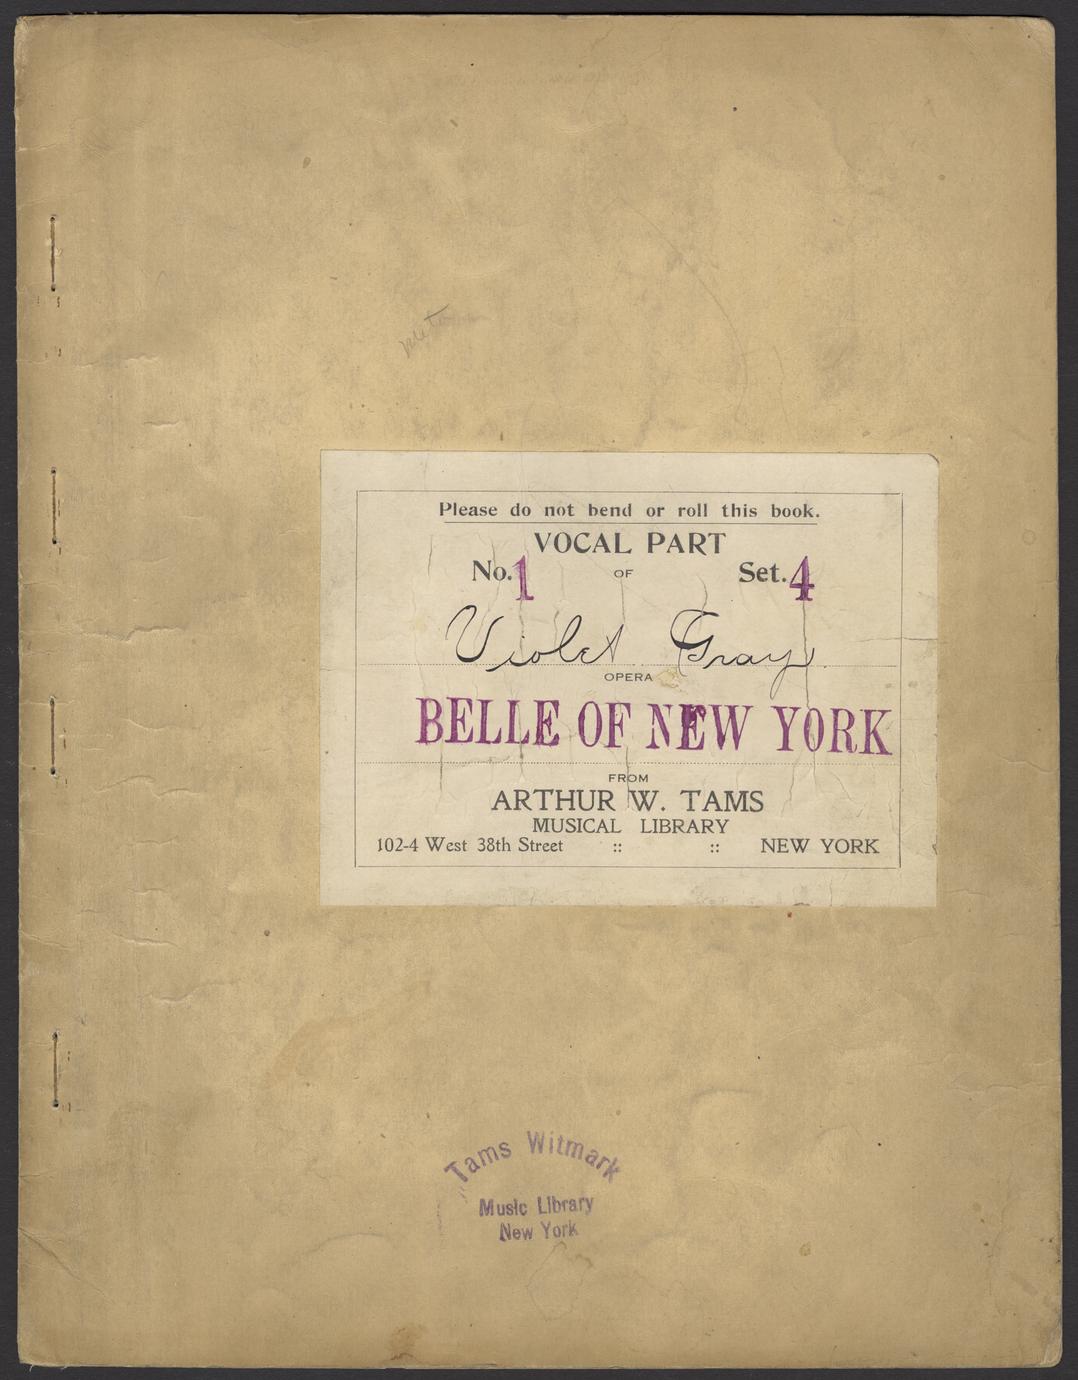 Please do not bend or roll this book.
VOCAL PART
No. 1 OF Set. 4
Violet Gray
OPERA
BELLE OF NEW YORK
FROM
ARTHUR W. TAMS
MUSICAL LIBRARY
102-4 West 38th Street :: :: NEW YORK
Tams Witmark
Music Library
New York